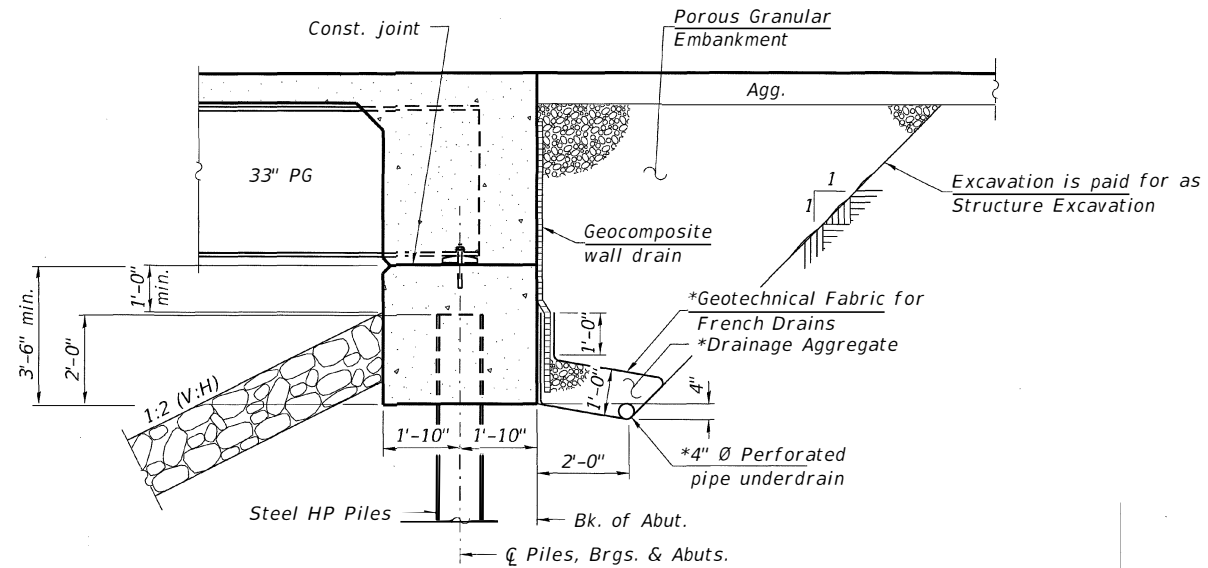 Const. joint
Porous Granular
Embankment
Agg.
33" PG
Excavation is paid for as
Structure Excavation
1
1
Geocomposite
wall drain
1'-0"
min.
3'-6" min.
2'-0"
*Geotechnical Fabric for
French Drains
*Drainage Aggregate
1'-0"
1'-0"
4"
1:2 (V:H)
1'-10"
1'-10"
2'-0"
*4" Ø Perforated
pipe underdrain
Steel HP Piles
Bk. of Abut.
℄ Piles, Brgs. & Abuts.